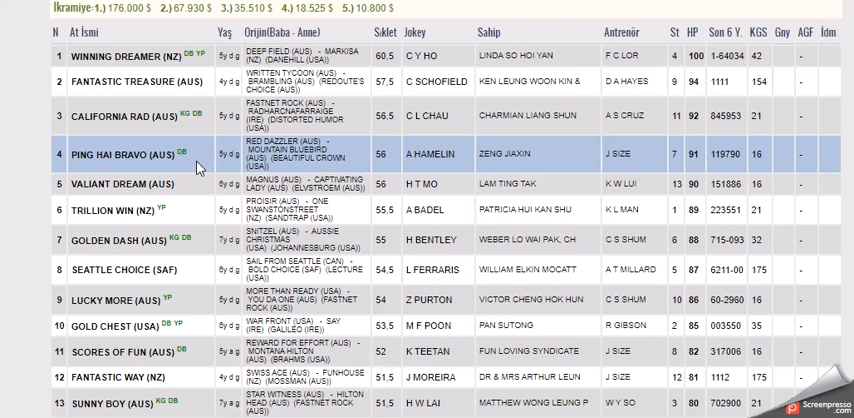 İkramiye: 1.) 176.000 $ 2.) 67.930 $ 3.) 35.510 $ 4.) 18.525 $ 5.) 10.800 $
N At İsmi Yaş Orijin(Baba - Anne) Sıklet Jokey Sahip Antrenör St HP Son 6 Y. KGS Gny AGF İdm
1 WINNING DREAMER (NZ) DB YP 5y d g DEEP FIELD (AUS) - MARKISA (NZ) (DANEHILL (USA)) 60,5 C Y HO LINDA SO HOI YAN F C LOR 4 100 1-64034 42 -
2 FANTASTIC TREASURE (AUS) 4y d g WRITTEN TYCOON (AUS) - BRAMBLING (AUS) (REDOUTE'S CHOICE (AUS)) 57,5 C SCHOFIELD KEN LEUNG WOON KIN & D A HAYES 9 94 1111 154 -
3 CALIFORNIA RAD (AUS) KG DB 5y d g FASTNET ROCK (AUS) - RADHARCNAFARRAIGE (IRE) (DISTORTED HUMOR (USA)) 56,5 C L CHAU CHARMIAN LIANG SHUN A S CRUZ 11 92 845953 21 -
4 PING HAI BRAVO (AUS) DB 6y d g RED DAZZLER (AUS) - MOUNTAIN BLUEBIRD (AUS) (BEAUTIFUL CROWN (USA)) 56 A HAMELIN ZENG JIAXIN J SIZE 7 91 119790 16 -
5 VALIANT DREAM (AUS) 6y d g MAGNUS (AUS) - CAPTIVATING LADY (AUS) (ELVSTROEM (AUS)) 56 H T MO LAM TING TAK K W LUI 13 90 151886 16 -
6 TRILLION WIN (NZ) YP 5y d g PROISIR (AUS) - ONE SWANSTONSTREET (NZ) (SANDTRAP (USA)) 55,5 A BADEL PATRICIA HUI KAN SHU K L MAN 1 89 223551 21 -
7 GOLDEN DASH (AUS) KG DB 7y d g SNITZEL (AUS) - AUSSIE CHRISTMAS (USA) (JOHANNESBURG (USA)) 55 H BENTLEY WEBER LO WAI PAK, CH C S SHUM 6 88 715-093 32 -
8 SEATTLE CHOICE (SAF) 6y d g SAIL FROM SEATTLE (CAN) - BOLD CHOICE (SAF) (LECTURE (USA)) 54,5 L FERRARIS WILLIAM ELKIN MOCATT A T MILLARD 5 87 6211-00 175 -
9 LUCKY MORE (AUS) YP 5y d g MORE THAN READY (USA) - YOU DA ONE (AUS) (FASTNET ROCK (AUS)) 54 Z PURTON VICTOR CHENG HOK HUN C S SHUM 10 86 60-2960 16 -
10 GOLD CHEST (USA) DB YP 6y d g WAR FRONT (USA) - SAY (IRE) (GALILEO (IRE)) 53,5 M F POON PAN SUTONG R GIBSON 2 85 003550 35 -
11 SCORES OF FUN (AUS) DB 5y a g REWARD FOR EFFORT (AUS) - MONTANA HILTON (AUS) (BRAHMS (USA)) 52 K TEETAN FUN LOVING SYNDICATE J SIZE 8 82 317006 16 -
12 FANTASTIC WAY (NZ) 4y d g SWISS ACE (AUS) - FUNHOUSE (NZ) (MOSSMAN (AUS)) 51,5 J MOREIRA DR & MRS ARTHUR LEUN J SIZE 12 81 1112 175 -
13 SUNNY BOY (AUS) KG DB 7y a g STAR WITNESS (AUS) - HILTON HEAD (AUS) (FASTNET ROCK (AUS)) 51,5 H W LAI MATTHEW WONG LEUNG P W Y SO 3 80 702900 21 -
Screenpresso
.com